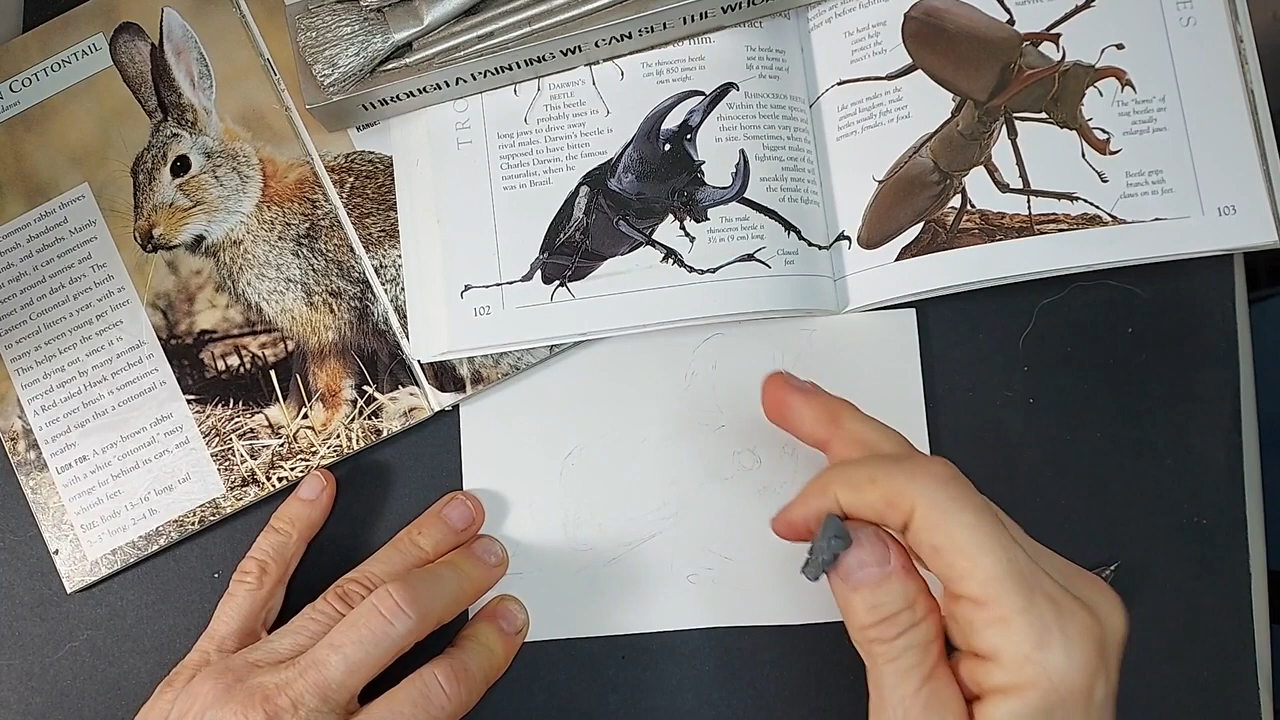 N COTTONTAIL
danus
ommon rabbit thrives
brush, abandoned
nds, and suburbs. Mainly
at night, it can sometimes
seen around sunrise and
unset and on dark days. The
Eastern Cottontail gives birth
to several litters a year, with as
many as seven young per litter.
This helps keep the species
from dying out, since it is
preyed upon by many animals.
A Red-tailed Hawk perched in
a tree over brush is sometimes
a good sign that a cottontail is
nearby.
LOOK FOR: A gray-brown rabbit
with a white "cottontail," rusty
orange fur behind its ears, and
whitish feet.
SIZE: Body 13–16" long, tail
2–3" long; 2–4 lb.
THROUGH A PAINTING WE CAN SEE THE WHO
RANGE:
TRO
DARWIN'S
BEETLE
This beetle
probably uses its
long jaws to drive away
rival males. Darwin's beetle is
supposed to have bitten
Charles Darwin, the famous
naturalist, when he
was in Brazil.
to him.
The rhinoceros beetle
can lift 850 times its
own weight.
The beetle may
use its horns to
lift a rival out of
the way.
RHINOCEROS BEETLE
Within the same species
rhinoceros beetle males and
their horns can vary greatly
in size. Sometimes, when the
biggest males are
fighting, one of the
smallest will
sneakily mate with
the female of one
of the fighting
This male
rhinoceros beetle is
3½ in (9 cm) long.
Clawed
feet
102
The hard wing
cases help
protect the
insect's body
Like most males in the
animal kingdom, male
beetles usually fight over
territory, females, or food.
The "horns" of
stag beetles are
actually
enlarged jaws.
Beetle grips
branch with
claws on its feet.
103
ES